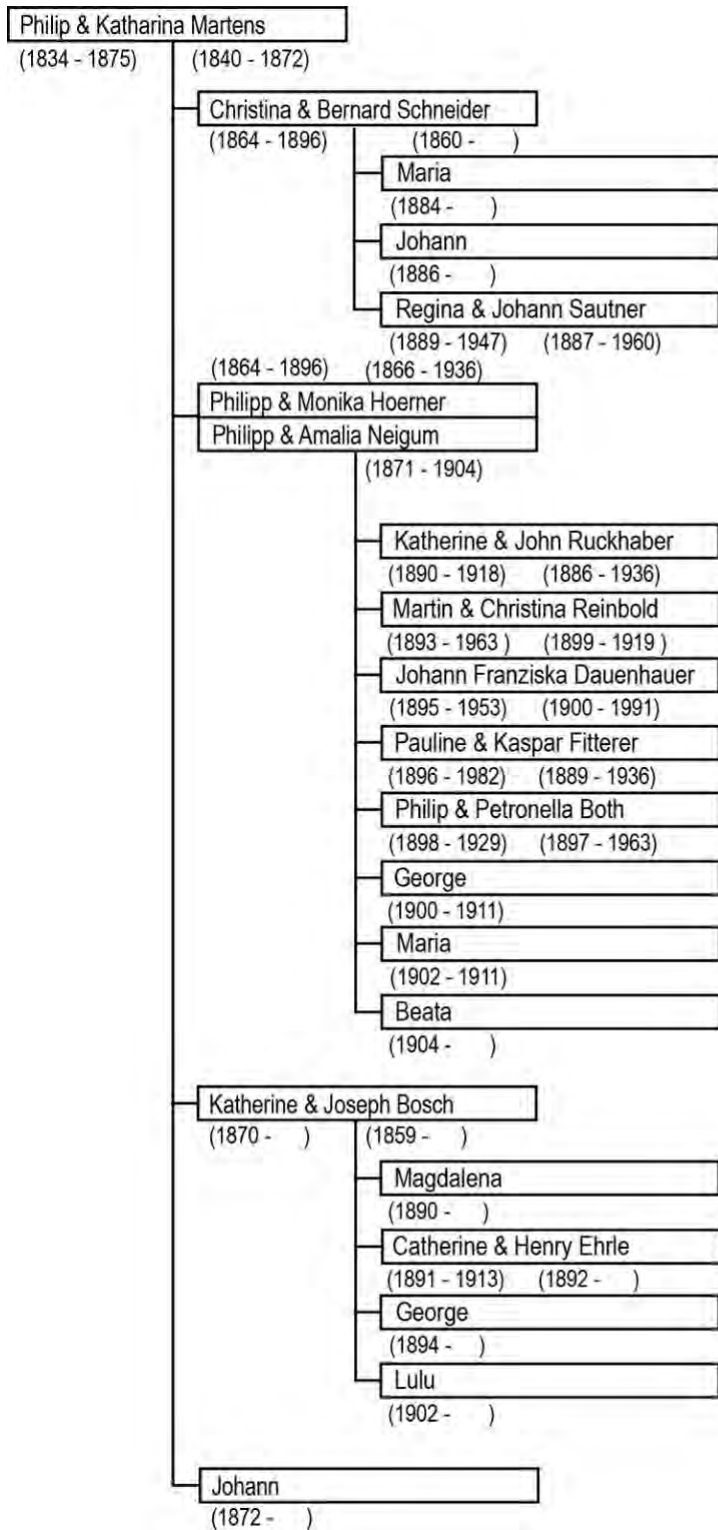 Philip & Katharina Martens
(1834 - 1875) (1840 - 1872)
Christina & Bernard Schneider
(1864 - 1896) (1860 - )
Maria
(1884 - )
Johann
(1886 - )
Regina & Johann Sautner
(1889 - 1947) (1887 - 1960)
(1864 - 1896) (1866 - 1936)
Philipp & Monika Hoerner
Philipp & Amalia Neigum
(1871 - 1904)
Katherine & John Ruckhaber
(1890 - 1918) (1886 - 1936)
Martin & Christina Reinbold
(1893 - 1963 ) (1899 - 1919 )
Johann Franziska Dauenhauer
(1895 - 1953) (1900 - 1991)
Pauline & Kaspar Fitterer
(1896 - 1982) (1889 - 1936)
Philip & Petronella Both
(1898 - 1929) (1897 - 1963)
George
(1900 - 1911)
Maria
(1902 - 1911)
Beata
(1904 - )
Katherine & Joseph Bosch
(1870 - ) (1859 - )
Magdalena
(1890 - )
Catherine & Henry Ehrle
(1891 - 1913) (1892 - )
George
(1894 - )
Lulu
(1902 - )
Johann
(1872 - )